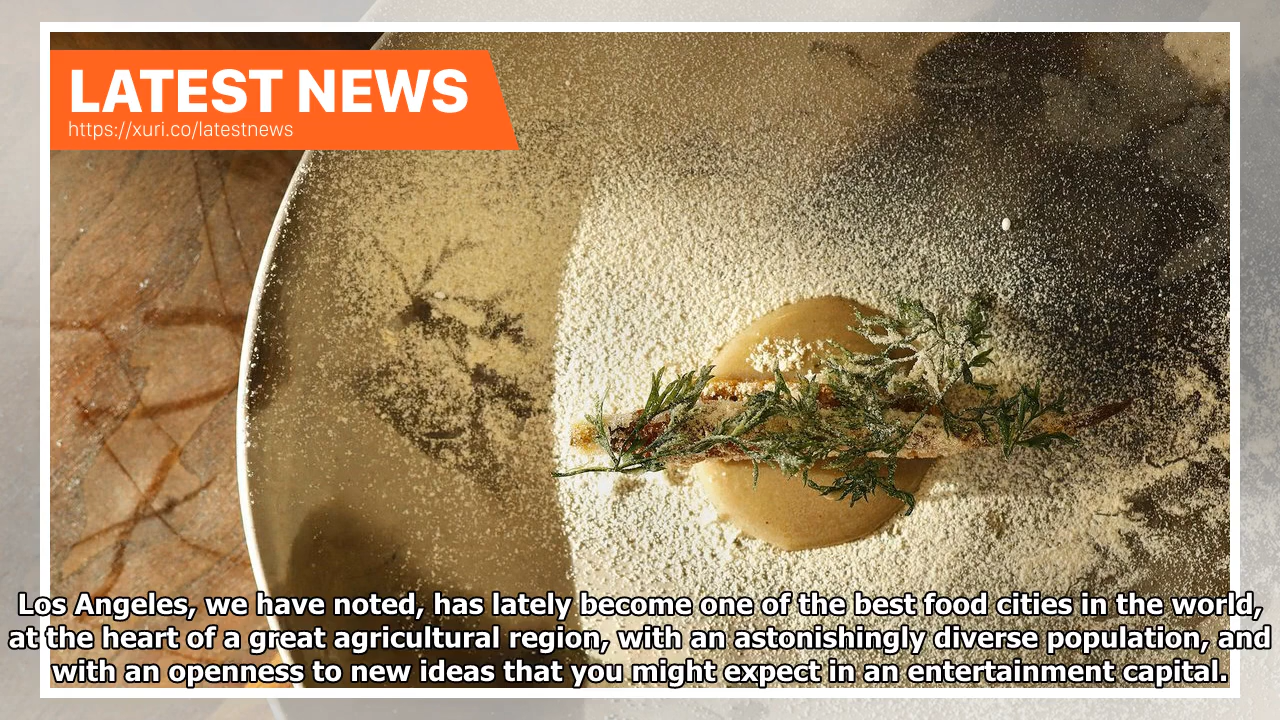 LATEST NEWS
https://xuri.co/latestnews
Los Angeles, we have noted, has lately become one of the best food cities in the world,
at the heart of a great agricultural region, with an astonishingly diverse population, and
with an openness to new ideas that you might expect in an entertainment capital.